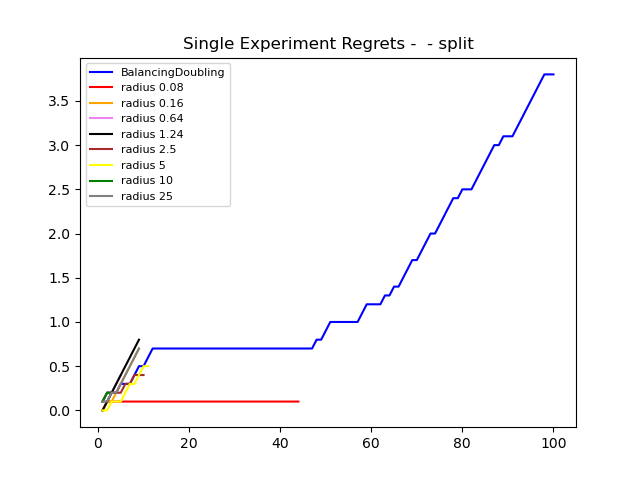 Single Experiment Regrets -  - split
BalancingDoubling
radius 0.08
radius 0.16
radius 0.64
radius 1.24
radius 2.5
radius 5
radius 10
radius 25
3.5
3.0
2.5
2.0
1.5
1.0
0.5
0.0
0 20 40 60 80 100